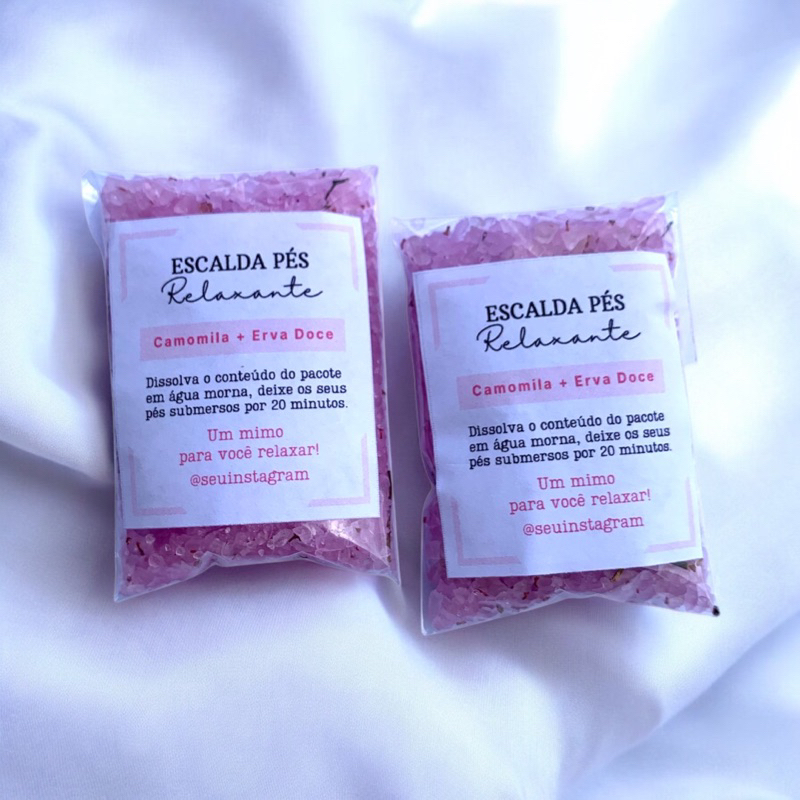 ESCALDA PÉS
Relaxante
Camomila + Erva Doce
Dissolva o conteúdo do pacote
em água morna, deixe os seus
pés submersos por 20 minutos.
Um mimo
para você relaxar!
@seuinstagram
ESCALDA PÉS
Relaxante
Camomila + Erva Doce
Dissolva o conteúdo do pacote
em água morna, deixe os seus
pés submersos por 20 minutos.
Um mimo
para você relaxar!
@seuinstagram